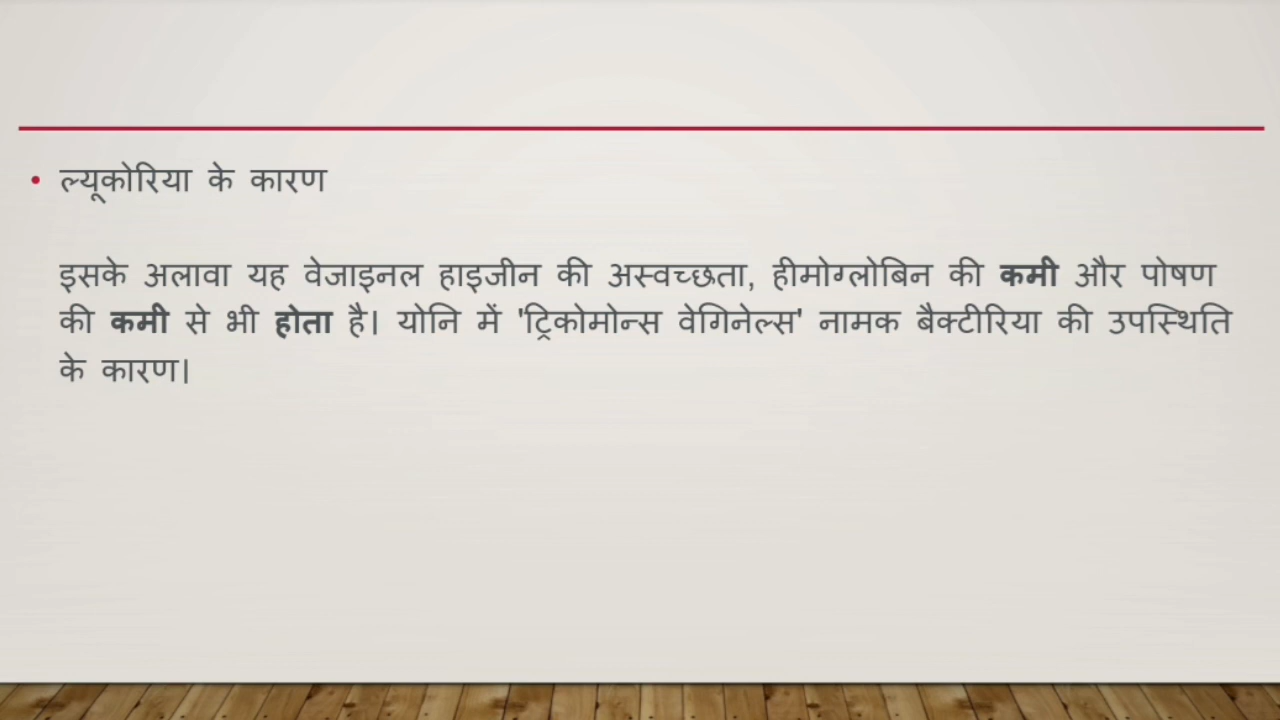 • ल्यूकोरिया के कारण
इसके अलावा यह वेजाइनल हाइजीन की अस्वच्छता, हीमोग्लोबिन की कमी और पोषण
की कमी से भी होता है। योनि में 'ट्रिकोमोन्स वेगिनेल्स' नामक बैक्टीरिया की उपस्थिति
के कारण।